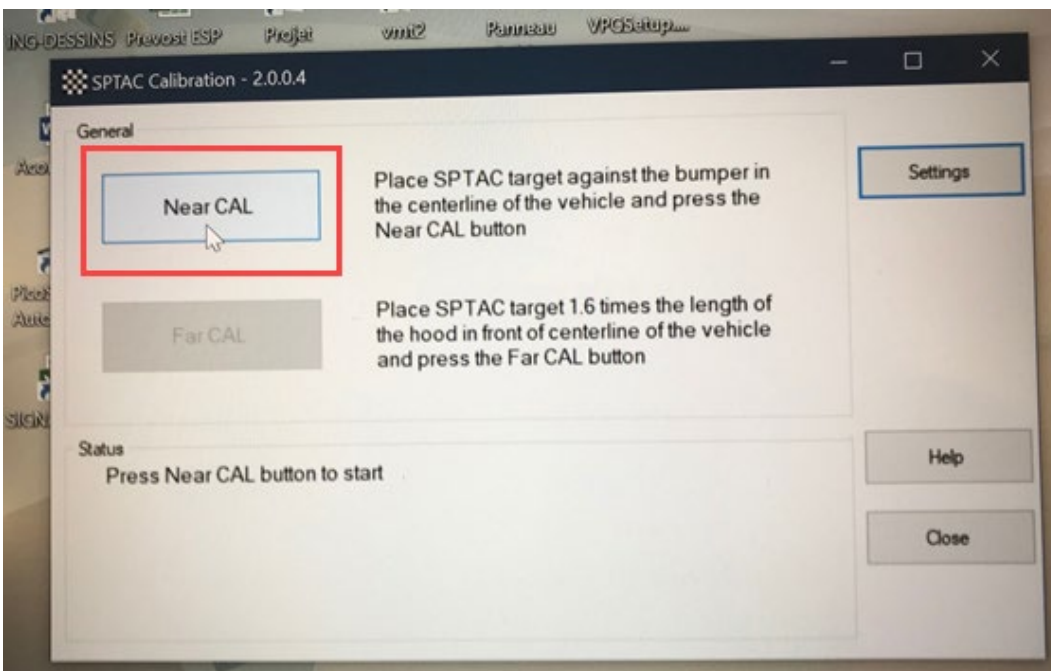 ING-DESSINS Prevost ESP Projet vmt2 Panneau VPGSetup....
SPTAC Calibration - 2.0.0.4
General
Near CAL
Place SPTAC target against the bumper in
the centerline of the vehicle and press the
Near CAL button
Settings
Far CAL
Place SPTAC target 1.6 times the length of
the hood in front of centerline of the vehicle
and press the Far CAL button
Status
Press Near CAL button to start
Help
Close